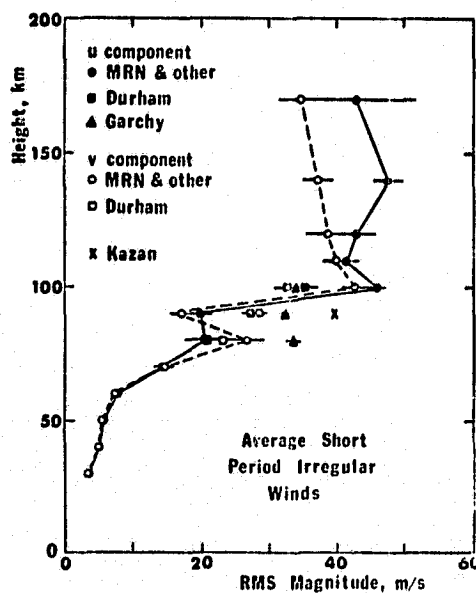 200
150
100
50
0
Height, km
u component
MRN & other
Durham
Garchy
v component
MRN & other
Durham
Kazan
Average Short
Period Irregular
Winds
0 20 40 60
RMS Magnitude, m/s